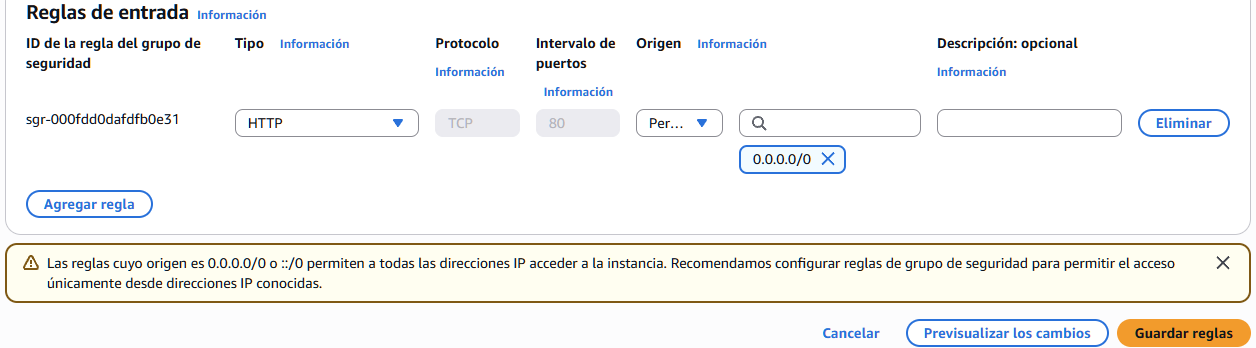 Reglas de entrada Información
ID de la regla del grupo de seguridad
Tipo Información
Protocolo
Información
Intervalo de puertos
Información
Origen Información
Descripción: opcional
Información
sgr-000fdd0dafdfb0e31
HTTP
TCP
80
Per...
0.0.0.0/0
Eliminar
Agregar regla
Las reglas cuyo origen es 0.0.0.0/0 o ::/0 permiten a todas las direcciones IP acceder a la instancia. Recomendamos configurar reglas de grupo de seguridad para permitir el acceso
únicamente desde direcciones IP conocidas.
Cancelar
Previsualizar los cambios
Guardar reglas